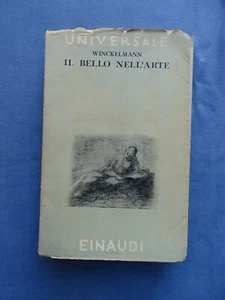 UNIVERSALE
WINCKELMANN
IL BELLO NELL'ARTE
EINAUDI